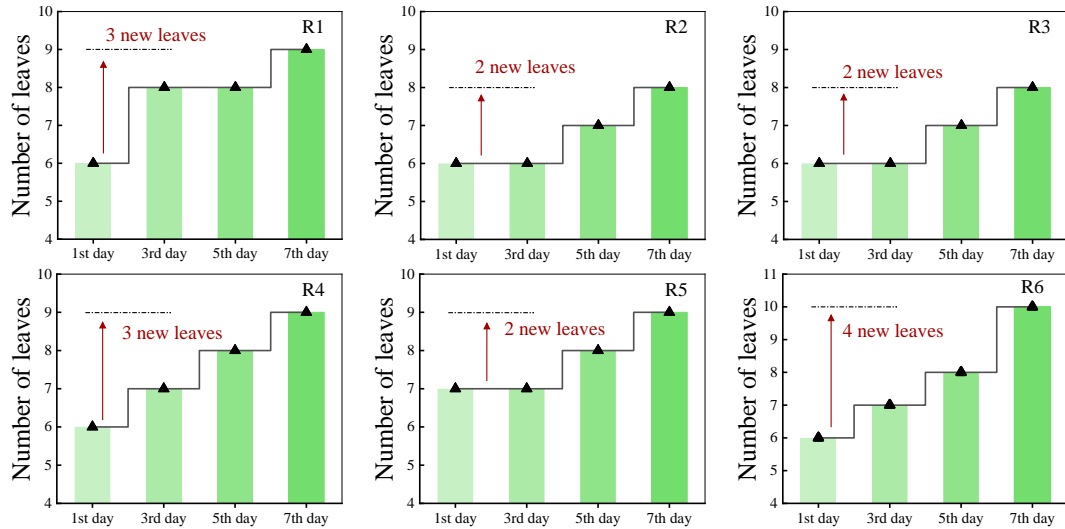 Number of leaves
10
9
8
7
6
5
4
3 new leaves
R1
1st day
3rd day
5th day
7th day
Number of leaves
10
9
8
7
6
5
4
2 new leaves
R2
1st day
3rd day
5th day
7th day
Number of leaves
10
9
8
7
6
5
4
2 new leaves
R3
1st day
3rd day
5th day
7th day
Number of leaves
10
9
8
7
6
5
4
3 new leaves
R4
1st day
3rd day
5th day
7th day
Number of leaves
10
9
8
7
6
5
4
2 new leaves
R5
1st day
3rd day
5th day
7th day
Number of leaves
11
10
9
8
7
6
5
4
4 new leaves
R6
1st day
3rd day
5th day
7th day